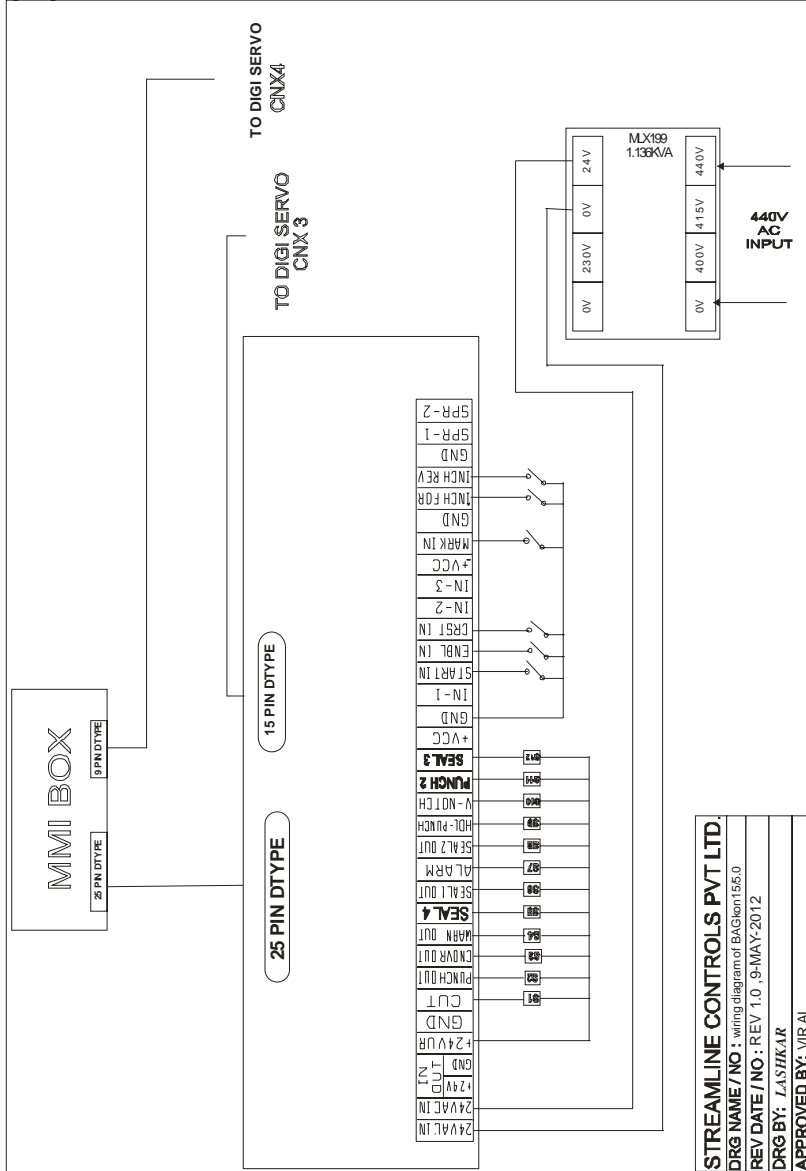 MMI BOX
25 PIN DTYPE
9 PIN DTYPE
TO DIGI SERVO
CNX4
TO DIGI SERVO
CNX 3
25 PIN DTYPE
15 PIN DTYPE
24VAC IN
24VAC IN
+24V
GND
IN
OUT
+24VUR
GND
CUT
PUNCH OUT
CNDVR OUT
WARN OUT
SEAL 4
SEAL1 OUT
ALARM
SEAL2 OUT
HDL-PUNCH
V-NOTCH
PUNCH 2
SEAL 3
+VCC
GND
IN-1
START IN
ENBL IN
CRST IN
IN-2
IN-3
+VCC
MARK IN
GND
INCH FOR
INCH REV
GND
SPR-1
SPR-2
MLX199
1.136KVA
0V
230V
0V
24V
0V
400V
415V
440V
440V
AC
INPUT
STREAMLINE CONTROLS PVT LTD.
DRG NAME / NO : wiring diagram of BAGkon15/5.0
REV DATE / NO : REV 1.0 ,9-MAY-2012
DRG BY: LASHKAR
APPROVED BY: VIRAL